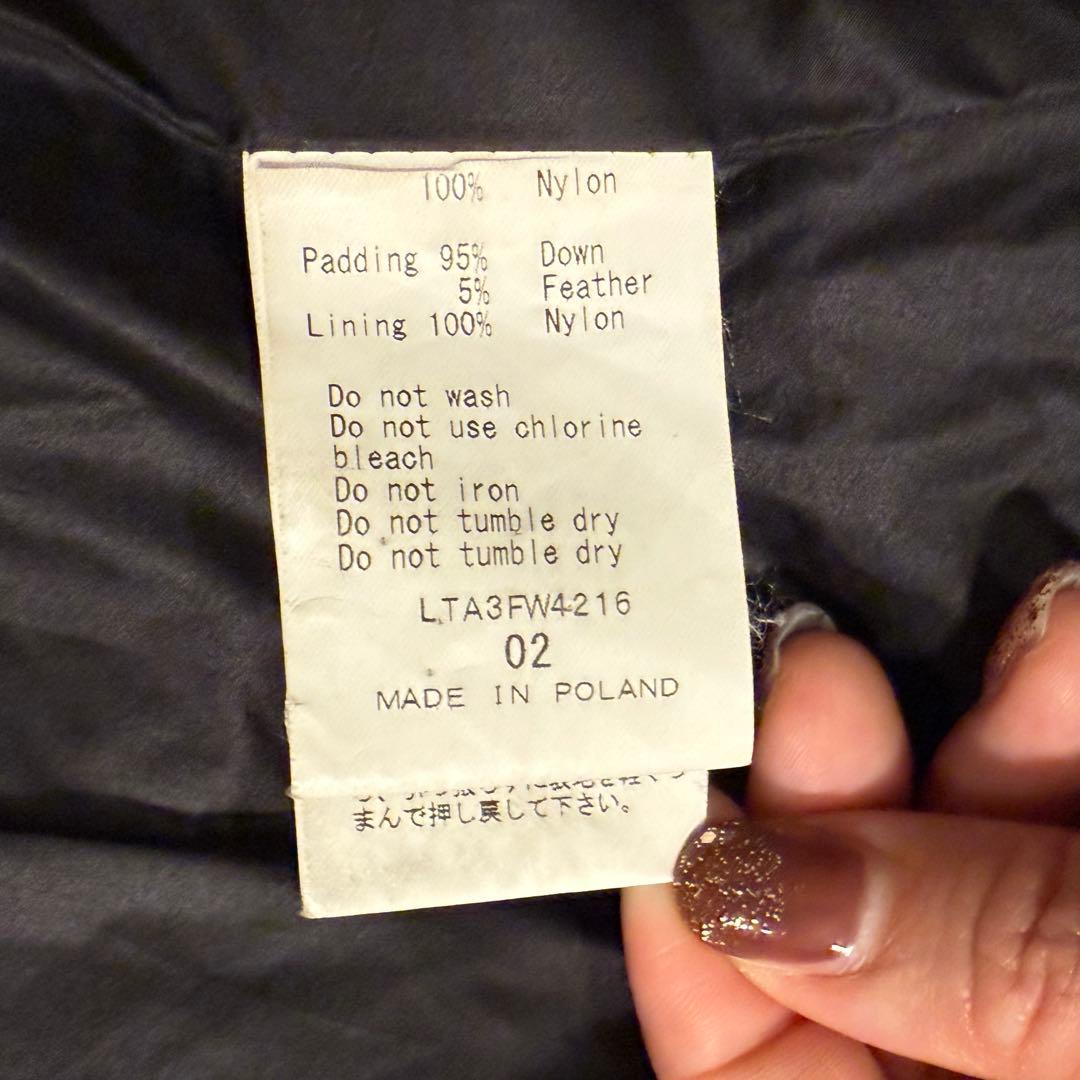 100% Nylon
Padding 95% Down
5% Feather
Lining 100% Nylon
Do not wash
Do not use chlorine
bleach
Do not iron
Do not tumble dry
Do not tumble dry
LTA3FW4216
02
MADE IN POLAND
まんで押し戻して下さい。